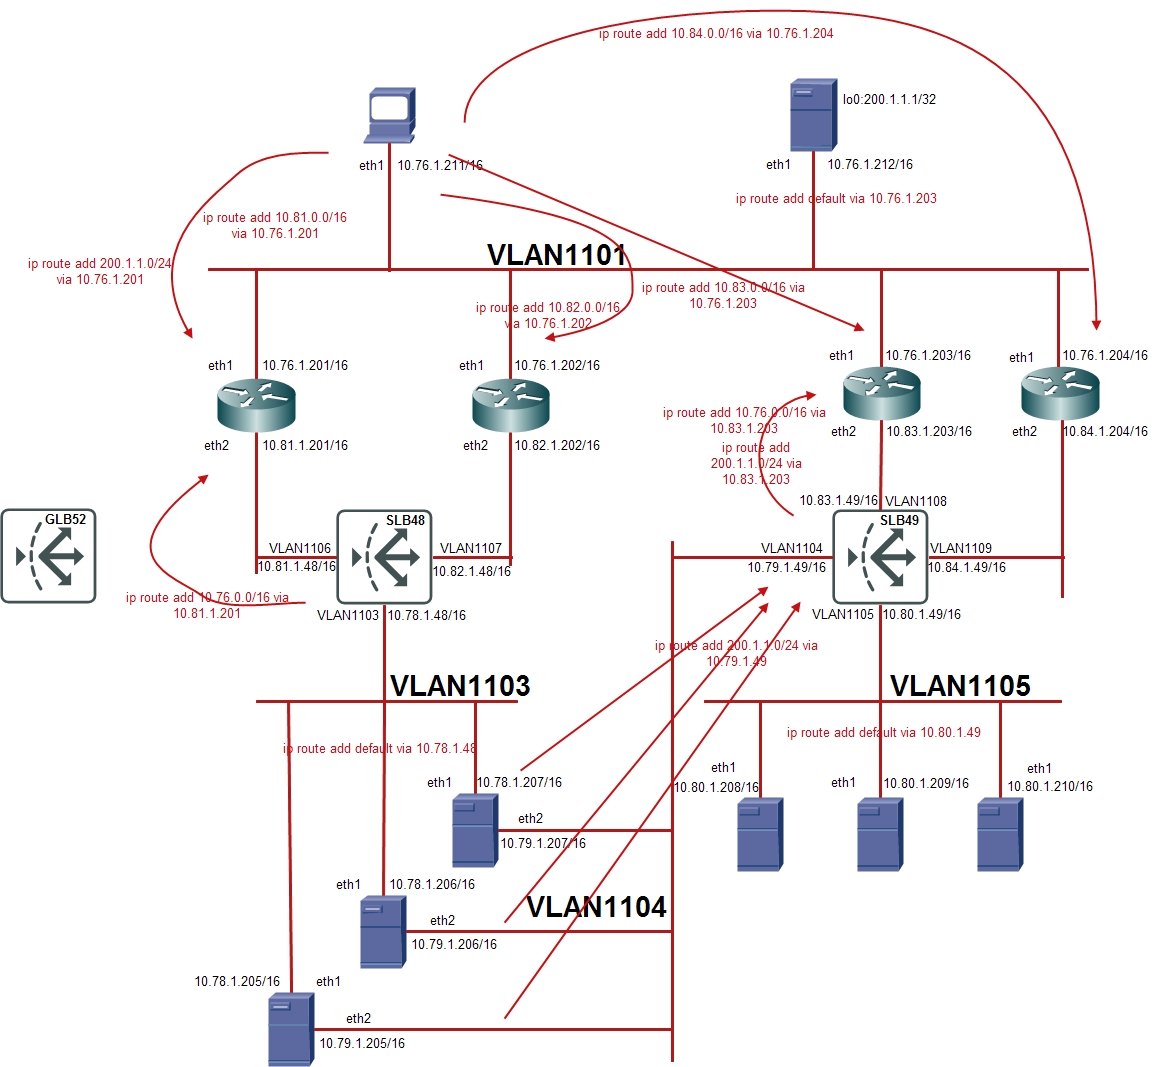 ip route add 10.84.0.0/16 via 10.76.1.204
lo0:200.1.1.1/32
eth1
10.76.1.211/16
eth1
10.76.1.212/16
ip route add default via 10.76.1.203
ip route add 10.81.0.0/16
via 10.76.1.201
VLAN1101
ip route add 200.1.1.0/24
via 10.76.1.201
ip route add 10.82.0.0/16
via 10.76.1.202
ip route add 10.83.0.0/16 via
10.76.1.203
eth1
10.76.1.201/16
eth1
10.76.1.202/16
eth1
10.76.1.203/16
eth1
10.76.1.204/16
eth2
10.81.1.201/16
eth2
10.82.1.202/16
ip route add 10.76.0.0/16 via
10.83.1.203
eth2
10.83.1.203/16
eth2
10.84.1.204/16
ip route add
200.1.1.0/24 via
10.83.1.203
10.83.1.49/16
VLAN1108
GLB52
SLB48
SLB49
VLAN1106
10.81.1.48/16
VLAN1107
10.82.1.48/16
VLAN1104
10.79.1.49/16
VLAN1109
10.84.1.49/16
ip route add 10.76.0.0/16 via
10.81.1.201
VLAN1103
10.78.1.48/16
VLAN1105
10.80.1.49/16
ip route add 200.1.1.0/24 via
10.79.1.49
VLAN1103
VLAN1105
ip route add default via 10.78.1.48
ip route add default via 10.80.1.49
eth1
10.78.1.207/16
eth1
10.80.1.208/16
eth1
10.80.1.209/16
eth1
10.80.1.210/16
eth2
10.79.1.207/16
eth1
10.78.1.206/16
VLAN1104
eth2
10.79.1.206/16
10.78.1.205/16
eth1
eth2
10.79.1.205/16